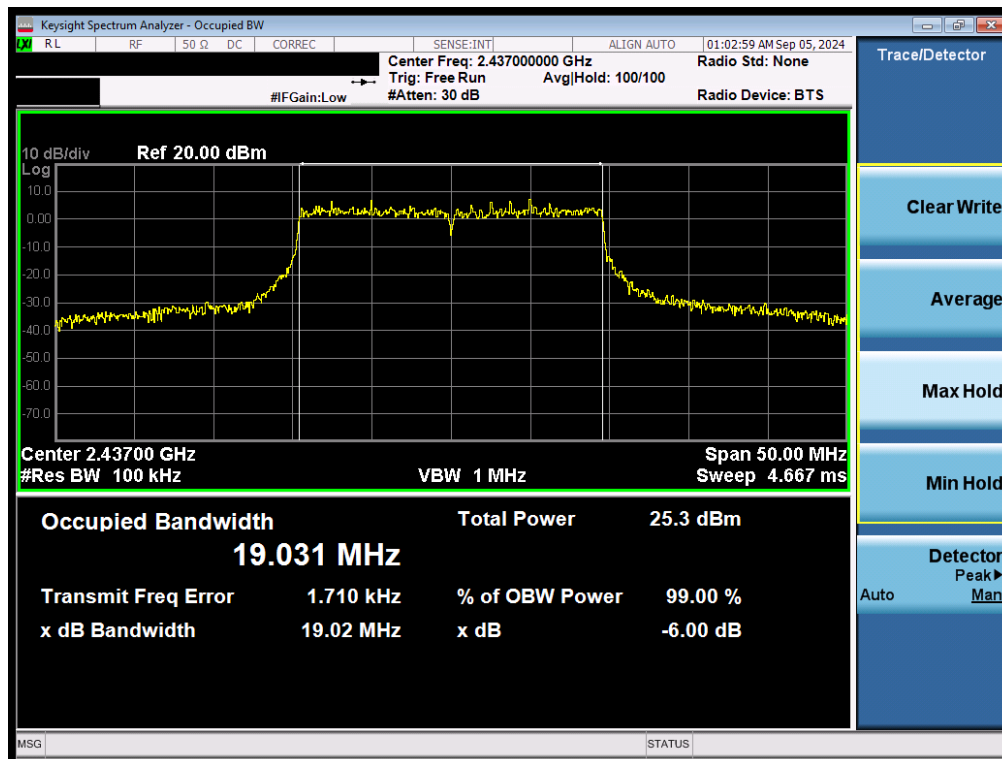 Keysight Spectrum Analyzer - Occupied BW
LXI RL RF 50 Ω DC CORREC SENSE:INT ALIGN AUTO 01:02:59 AM Sep 05, 2024
Center Freq: 2.437000000 GHz Radio Std: None
Trig: Free Run Avg|Hold: 100/100
#IFGain:Low #Atten: 30 dB Radio Device: BTS
10 dB/div Ref 20.00 dBm
Log
10.0
0.00
-10.0
-20.0
-30.0
-40.0
-50.0
-60.0
-70.0
Center 2.43700 GHz Span 50.00 MHz
#Res BW 100 kHz VBW 1 MHz Sweep 4.667 ms
Occupied Bandwidth Total Power 25.3 dBm
19.031 MHz
Transmit Freq Error 1.710 kHz % of OBW Power 99.00 %
x dB Bandwidth 19.02 MHz x dB -6.00 dB
MSG STATUS
Trace/Detector
Clear Write
Average
Max Hold
Min Hold
Detector
Peak▶
Auto Man